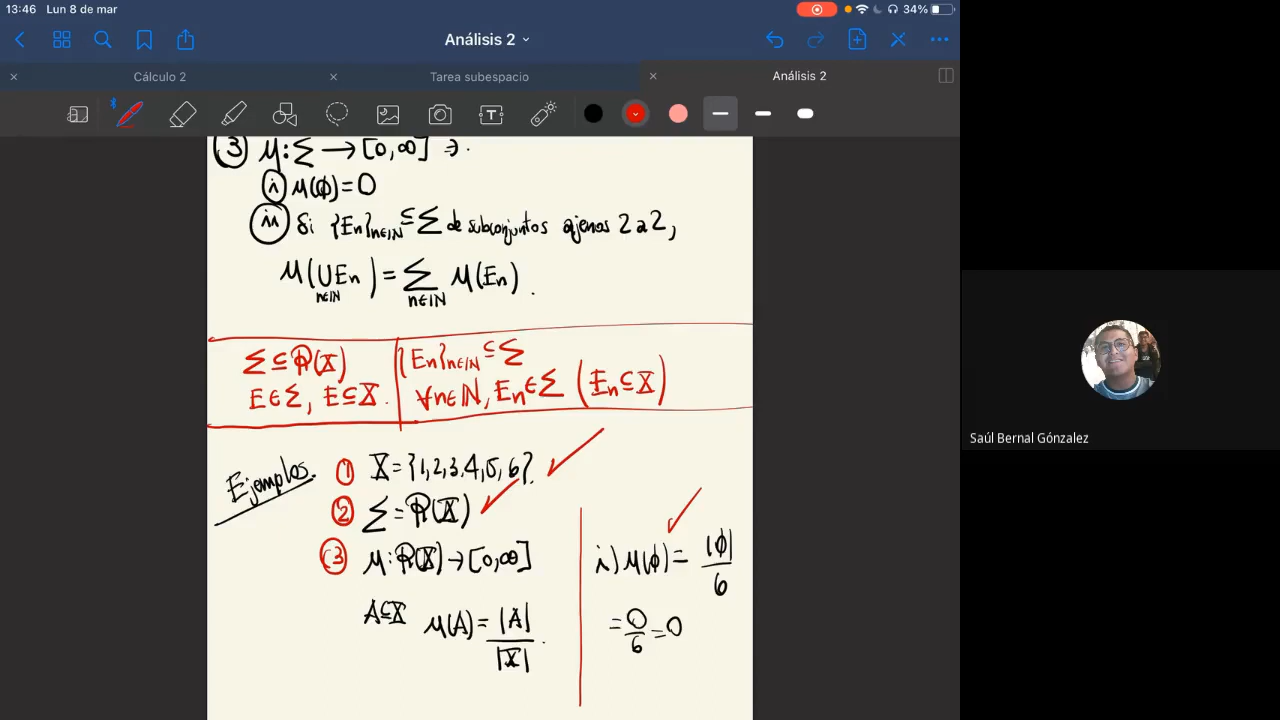 13:46 Lun 8 de mar 34%
Análisis 2
Cálculo 2 Tarea subespacio Análisis 2
③ μ: Σ → [0,∞] ∋.
ⓘ μ(∅)=0
ⓘⓘ Si {En}n∈ℕ ⊆ Σ de subconjuntos ajenos 2 a 2,
μ(∪En) = Σ μ(En).
n∈ℕ n∈ℕ
Σ ⊆ P(X) {En}n∈ℕ ⊆ Σ
E∈Σ, E⊆X. ∀n∈ℕ, En∈Σ (En⊆X)
Ejemplos. ① X={1,2,3,4,5,6}.
② Σ = P(X)
③ μ: P(X) → [0,∞]
A⊆X μ(A) = |A| / |X|.
i) μ(∅) = |∅| / 6
= 0/6 = 0
Saúl Bernal Gónzalez